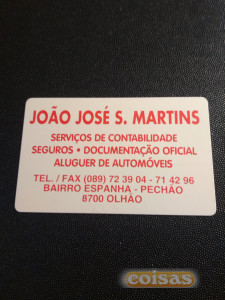 JOÃO JOSÉ S. MARTINS
SERVIÇOS DE CONTABILIDADE
SEGUROS • DOCUMENTAÇÃO OFICIAL
ALUGUER DE AUTOMÓVEIS
TEL. / FAX (089) 72 39 04 - 71 42 96
BAIRRO ESPANHA - PECHÃO
8700 OLHÃO
coisas